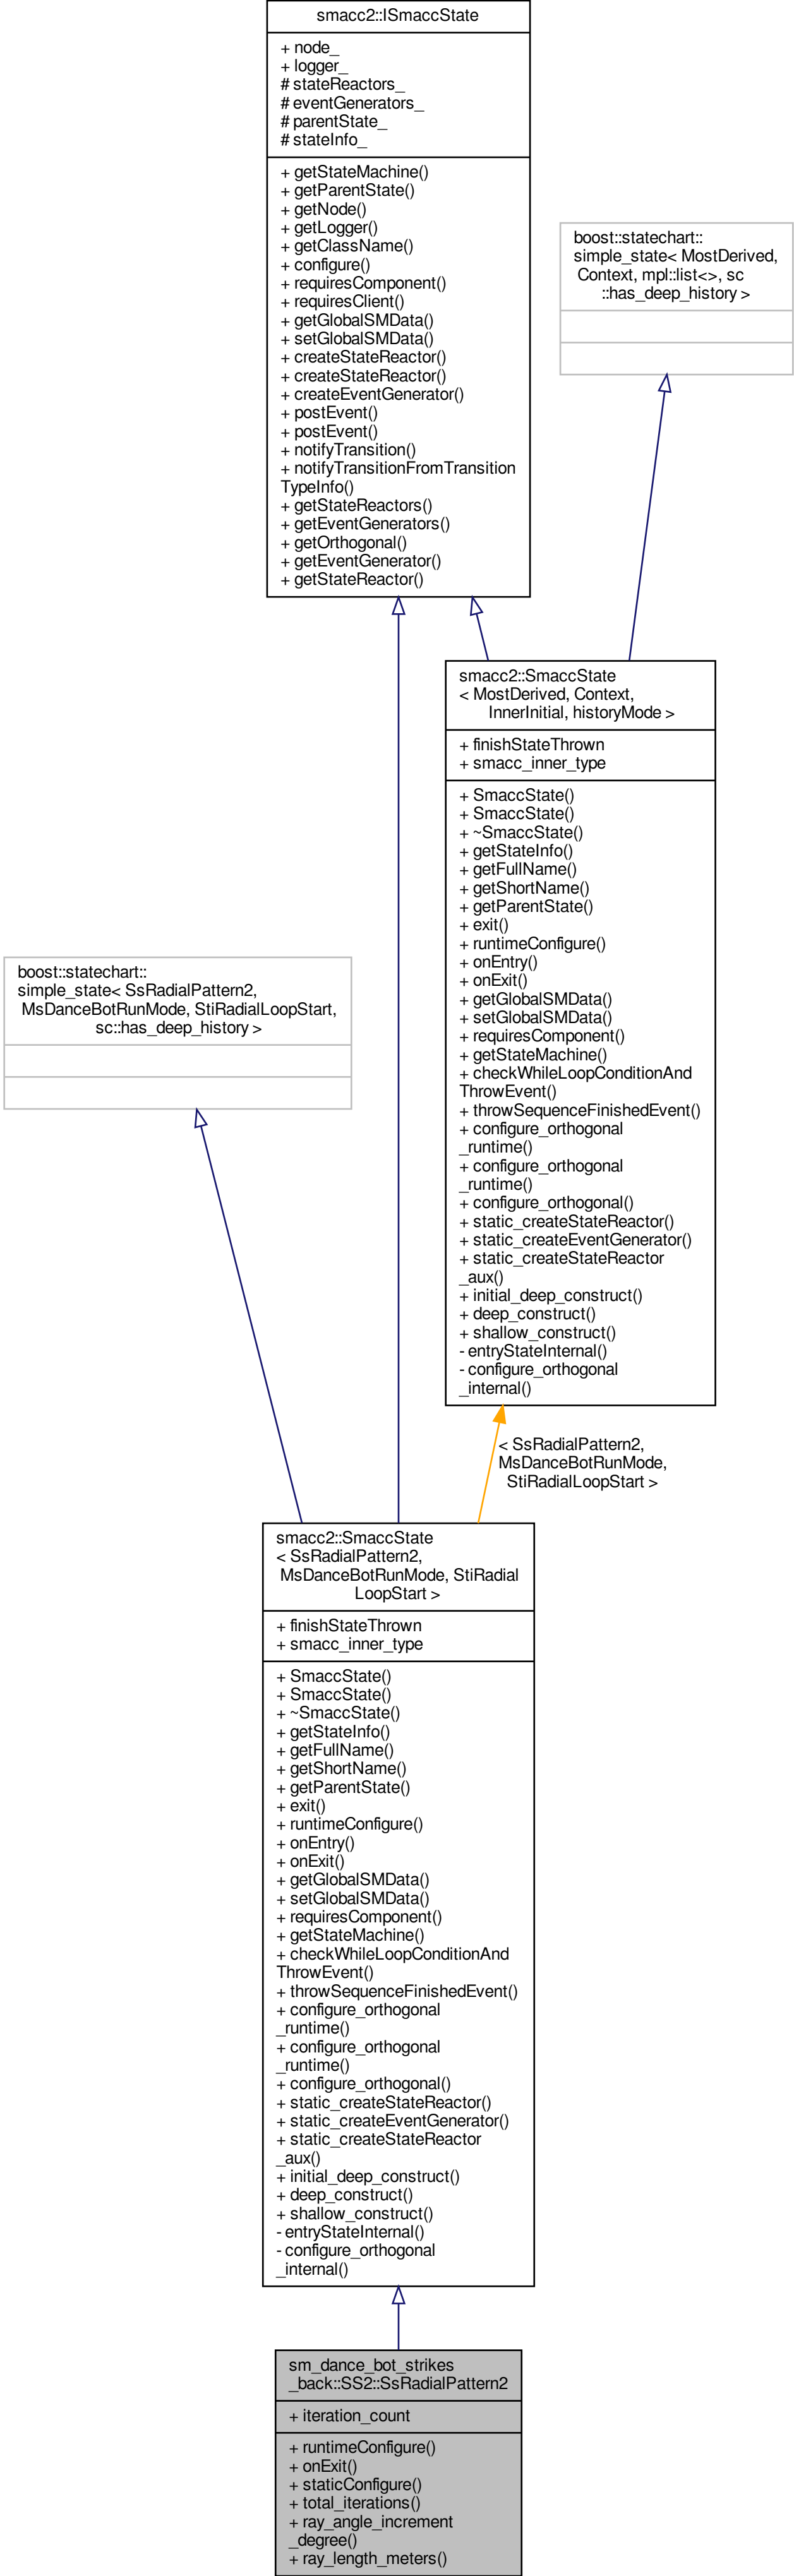 smacc2::ISmaccState
+ node_
+ logger_
# stateReactors_
# eventGenerators_
# parentState_
# stateInfo_
+ getStateMachine()
+ getParentState()
+ getNode()
+ getLogger()
+ getClassName()
+ configure()
+ requiresComponent()
+ requiresClient()
+ getGlobalSMData()
+ setGlobalSMData()
+ createStateReactor()
+ createStateReactor()
+ createEventGenerator()
+ postEvent()
+ postEvent()
+ notifyTransition()
+ notifyTransitionFromTransition
TypeInfo()
+ getStateReactors()
+ getEventGenerators()
+ getOrthogonal()
+ getEventGenerator()
+ getStateReactor()
boost::statechart::
simple_state< MostDerived,
Context, mpl::list<>, sc
::has_deep_history >
smacc2::SmaccState
< MostDerived, Context,
InnerInitial, historyMode >
+ finishStateThrown
+ smacc_inner_type
+ SmaccState()
+ SmaccState()
+ ~SmaccState()
+ getStateInfo()
+ getFullName()
+ getShortName()
+ getParentState()
+ exit()
+ runtimeConfigure()
+ onEntry()
+ onExit()
+ getGlobalSMData()
+ setGlobalSMData()
+ requiresComponent()
+ getStateMachine()
+ checkWhileLoopConditionAnd
ThrowEvent()
+ throwSequenceFinishedEvent()
+ configure_orthogonal
_runtime()
+ configure_orthogonal
_runtime()
+ configure_orthogonal()
+ static_createStateReactor()
+ static_createEventGenerator()
+ static_createStateReactor
_aux()
+ initial_deep_construct()
+ deep_construct()
+ shallow_construct()
- entryStateInternal()
- configure_orthogonal
_internal()
boost::statechart::
simple_state< SsRadialPattern2,
MsDanceBotRunMode, StiRadialLoopStart,
sc::has_deep_history >
< SsRadialPattern2,
MsDanceBotRunMode,
StiRadialLoopStart >
smacc2::SmaccState
< SsRadialPattern2,
MsDanceBotRunMode, StiRadial
LoopStart >
+ finishStateThrown
+ smacc_inner_type
+ SmaccState()
+ SmaccState()
+ ~SmaccState()
+ getStateInfo()
+ getFullName()
+ getShortName()
+ getParentState()
+ exit()
+ runtimeConfigure()
+ onEntry()
+ onExit()
+ getGlobalSMData()
+ setGlobalSMData()
+ requiresComponent()
+ getStateMachine()
+ checkWhileLoopConditionAnd
ThrowEvent()
+ throwSequenceFinishedEvent()
+ configure_orthogonal
_runtime()
+ configure_orthogonal
_runtime()
+ configure_orthogonal()
+ static_createStateReactor()
+ static_createEventGenerator()
+ static_createStateReactor
_aux()
+ initial_deep_construct()
+ deep_construct()
+ shallow_construct()
- entryStateInternal()
- configure_orthogonal
_internal()
sm_dance_bot_strikes
_back::SS2::SsRadialPattern2
+ iteration_count
+ runtimeConfigure()
+ onExit()
+ staticConfigure()
+ total_iterations()
+ ray_angle_increment
_degree()
+ ray_length_meters()